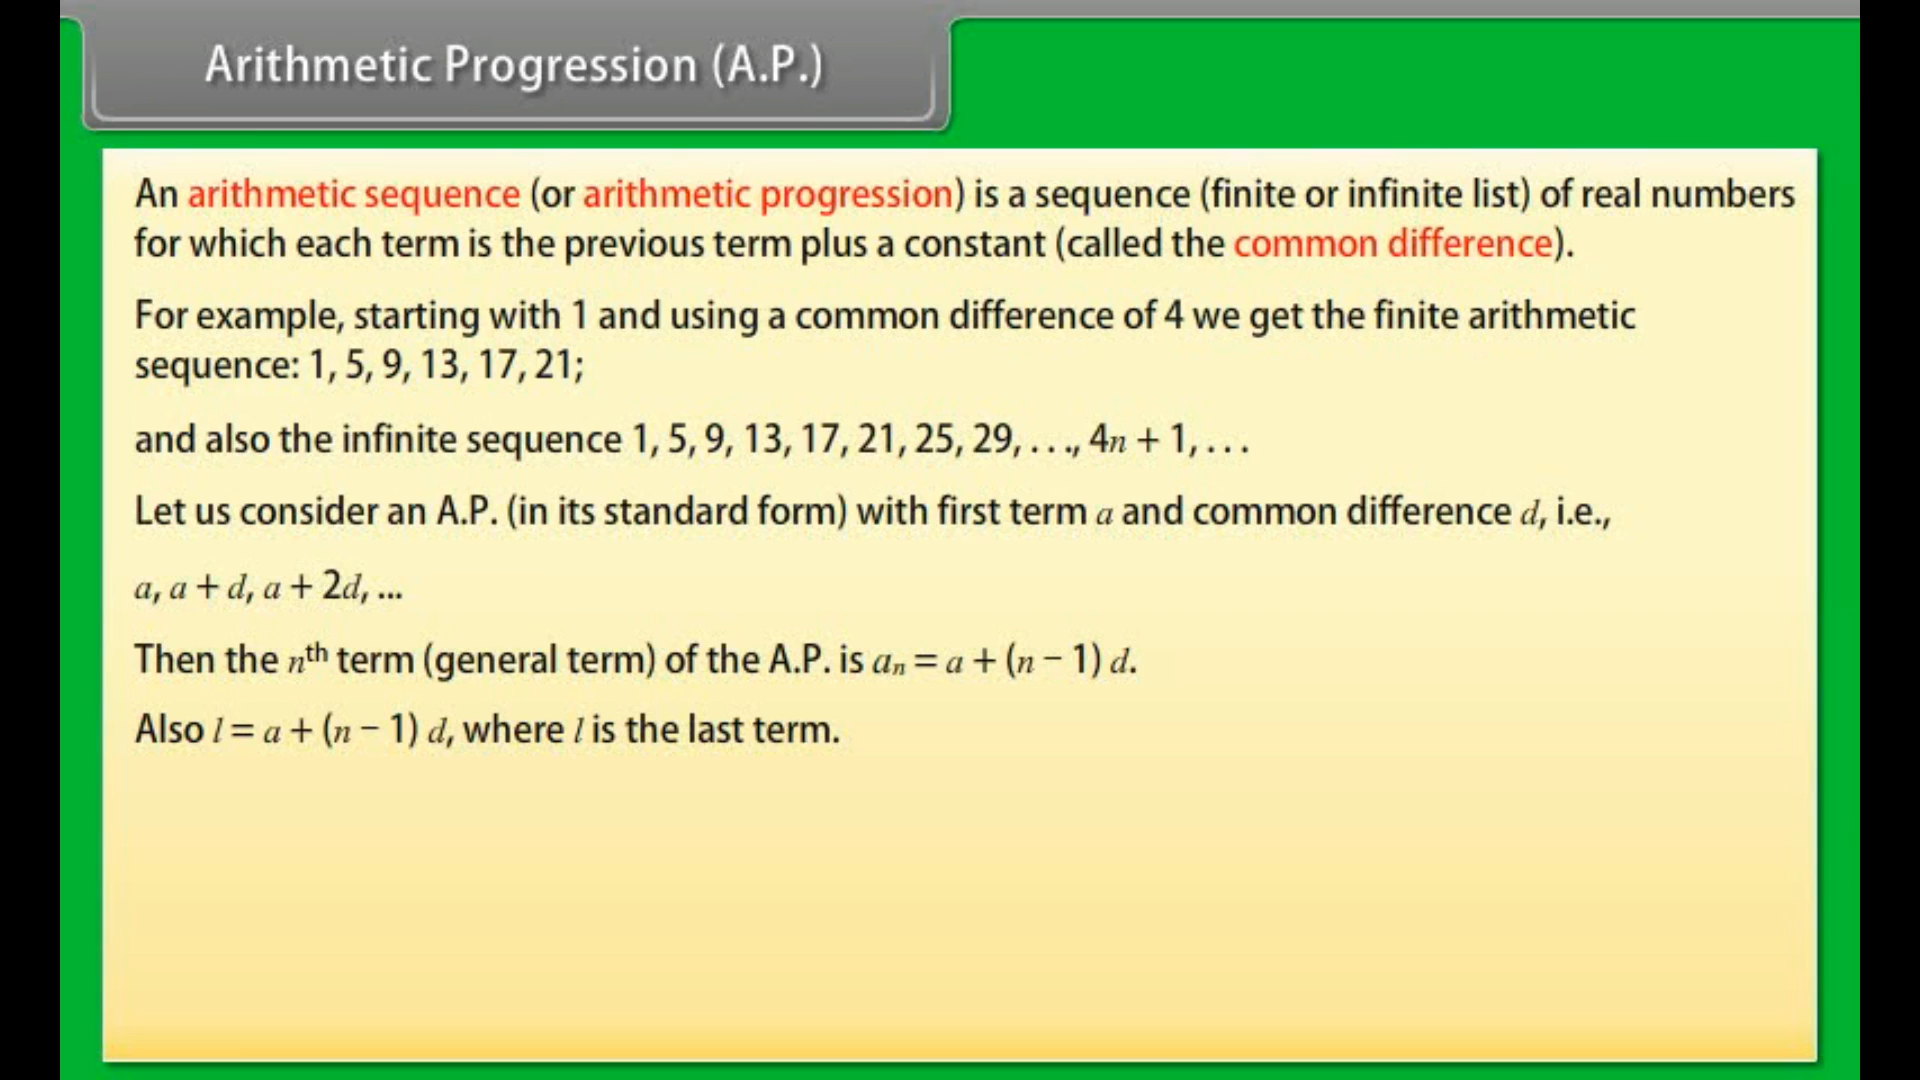 Arithmetic Progression (A.P.)
An arithmetic sequence (or arithmetic progression) is a sequence (finite or infinite list) of real numbers
for which each term is the previous term plus a constant (called the common difference).
For example, starting with 1 and using a common difference of 4 we get the finite arithmetic
sequence: 1, 5, 9, 13, 17, 21;
and also the infinite sequence 1, 5, 9, 13, 17, 21, 25, 29, . . ., 4n + 1, . . .
Let us consider an A.P. (in its standard form) with first term a and common difference d, i.e.,
a, a + d, a + 2d, ...
Then the nᵗʰ term (general term) of the A.P. is aₙ = a + (n − 1) d.
Also l = a + (n − 1) d, where l is the last term.